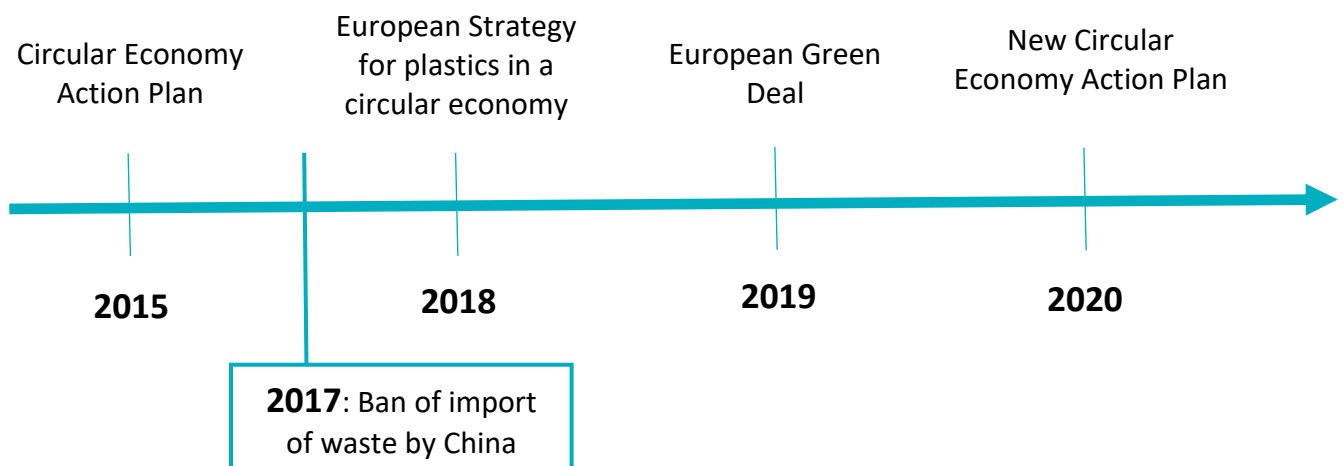 Circular Economy
Action Plan
European Strategy
for plastics in a
circular economy
European Green
Deal
New Circular
Economy Action Plan
2015
2018
2019
2020
2017: Ban of import
of waste by China